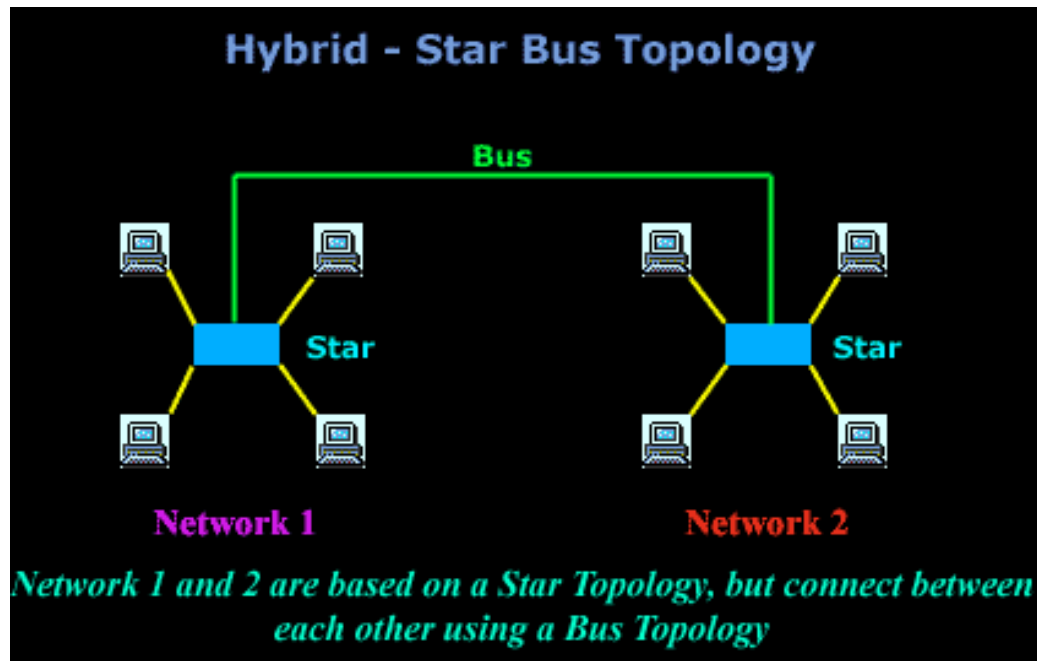 Hybrid - Star Bus Topology
Bus
Star
Star
Network 1
Network 2
Network 1 and 2 are based on a Star Topology, but connect between
each other using a Bus Topology